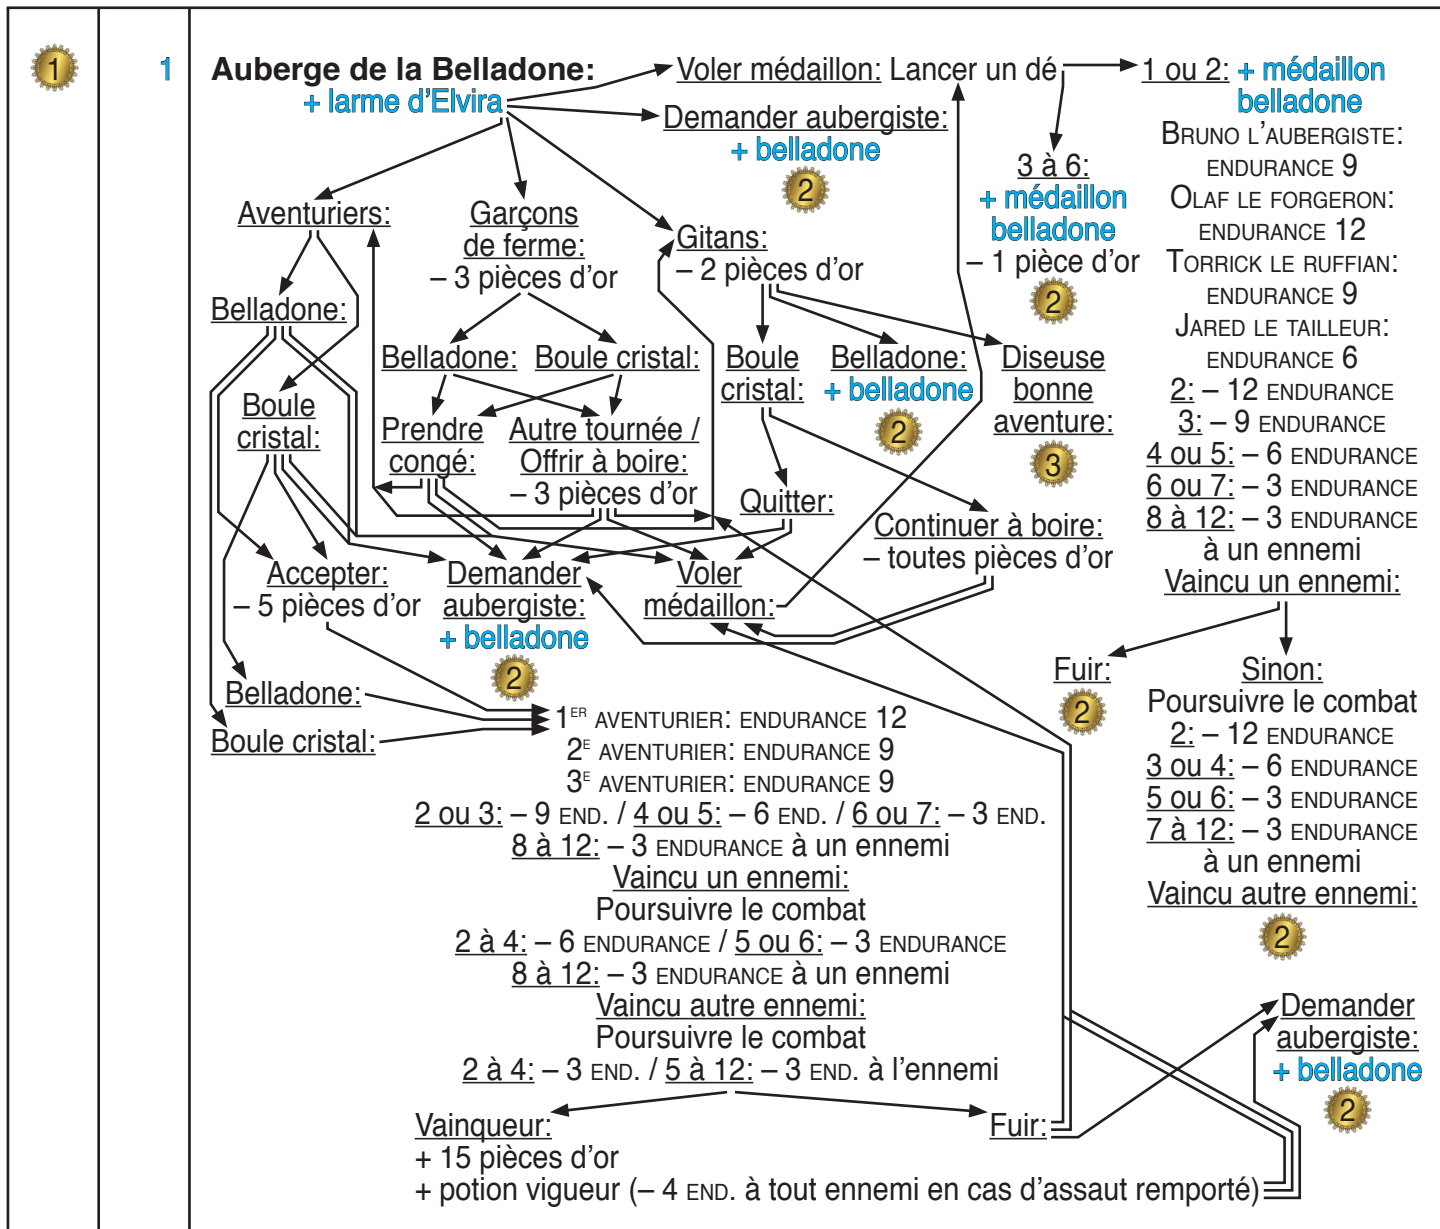 1
1
Auberge de la Belladone:
+ larme d'Elvira
Voler médaillon: Lancer un dé
1 ou 2: + médaillon
belladone
Demander aubergiste:
+ belladone
2
3 à 6:
+ médaillon
belladone
– 1 pièce d'or
2
BRUNO L'AUBERGISTE:
ENDURANCE 9
OLAF LE FORGERON:
ENDURANCE 12
TORRICK LE RUFFIAN:
ENDURANCE 9
JARED LE TAILLEUR:
ENDURANCE 6
2: – 12 ENDURANCE
3: – 9 ENDURANCE
4 ou 5: – 6 ENDURANCE
6 ou 7: – 3 ENDURANCE
8 à 12: – 3 ENDURANCE
à un ennemi
Vaincu un ennemi:
Aventuriers:
Garçons
de ferme:
– 3 pièces d'or
Gitans:
– 2 pièces d'or
Belladone:
Boule
cristal:
Belladone:
Boule cristal:
Boule
cristal:
Belladone:
+ belladone
2
Diseuse
bonne
aventure:
3
Prendre
congé:
Autre tournée /
Offrir à boire:
– 3 pièces d'or
Quitter:
Continuer à boire:
– toutes pièces d'or
Accepter:
– 5 pièces d'or
Demander
aubergiste:
+ belladone
2
Voler
médaillon:
Belladone:
Boule cristal:
Fuir:
2
Sinon:
Poursuivre le combat
2: – 12 ENDURANCE
3 ou 4: – 6 ENDURANCE
5 ou 6: – 3 ENDURANCE
7 à 12: – 3 ENDURANCE
à un ennemi
Vaincu autre ennemi:
2
1ER AVENTURIER: ENDURANCE 12
2E AVENTURIER: ENDURANCE 9
3E AVENTURIER: ENDURANCE 9
2 ou 3: – 9 END. / 4 ou 5: – 6 END. / 6 ou 7: – 3 END.
8 à 12: – 3 ENDURANCE à un ennemi
Vaincu un ennemi:
Poursuivre le combat
2 à 4: – 6 ENDURANCE / 5 ou 6: – 3 ENDURANCE
8 à 12: – 3 ENDURANCE à un ennemi
Vaincu autre ennemi:
Poursuivre le combat
2 à 4: – 3 END. / 5 à 12: – 3 END. à l'ennemi
Vainqueur:
+ 15 pièces d'or
+ potion vigueur (– 4 END. à tout ennemi en cas d'assaut remporté)
Fuir:
Demander
aubergiste:
+ belladone
2